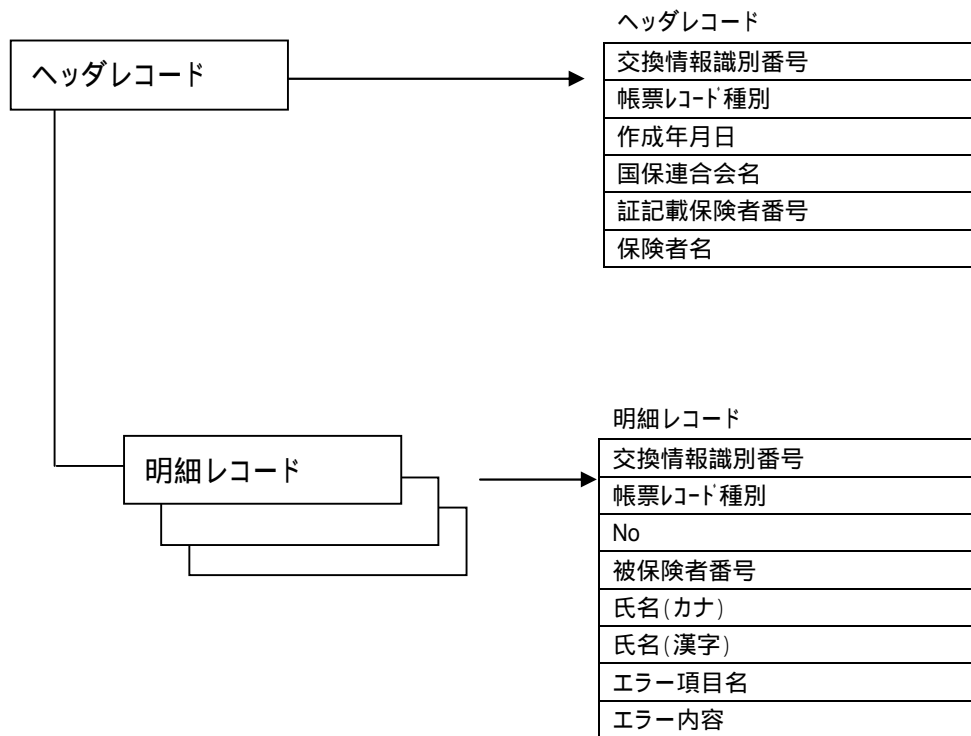 ヘッダレコード
ヘッダレコード
交換情報識別番号
帳票ﾚｺｰﾄﾞ種別
作成年月日
国保連合会名
証記載保険者番号
保険者名
明細レコード
明細レコード
交換情報識別番号
帳票ﾚｺｰﾄﾞ種別
No
被保険者番号
氏名(カナ)
氏名(漢字)
エラー項目名
エラー内容